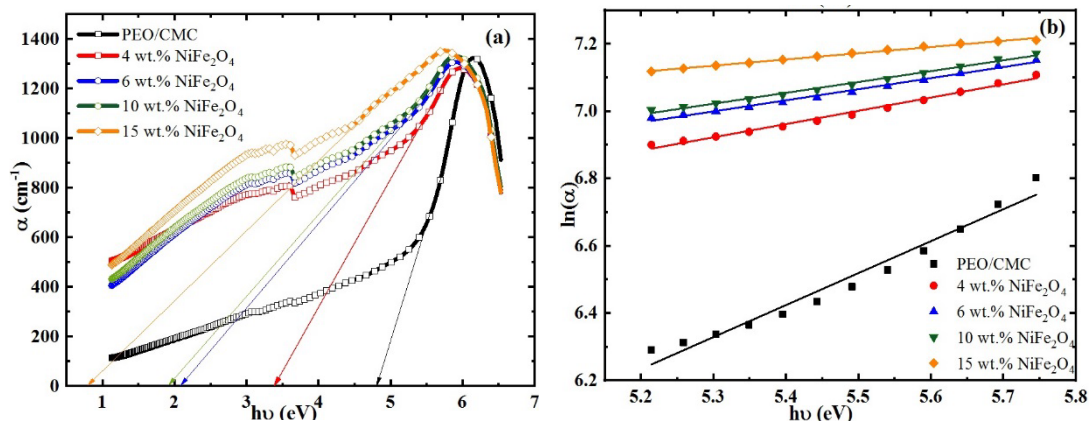 (a)
PEO/CMC
4 wt.% NiFe₂O₄
6 wt.% NiFe₂O₄
10 wt.% NiFe₂O₄
15 wt.% NiFe₂O₄
α (cm⁻¹)
1400
1200
1000
800
600
400
200
0
1 2 3 4 5 6 7
hυ (eV)
(b)
ln(α)
7.2
7.0
6.8
6.6
6.4
6.2
PEO/CMC
4 wt.% NiFe₂O₄
6 wt.% NiFe₂O₄
10 wt.% NiFe₂O₄
15 wt.% NiFe₂O₄
5.2 5.3 5.4 5.5 5.6 5.7 5.8
hυ (eV)